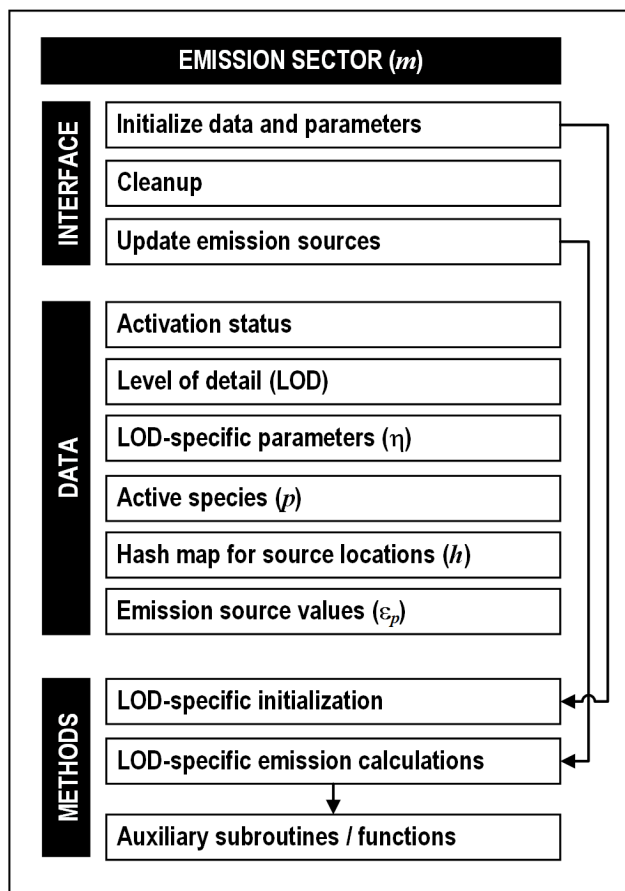 EMISSION SECTOR (m)
INTERFACE
Initialize data and parameters
Cleanup
Update emission sources
DATA
Activation status
Level of detail (LOD)
LOD-specific parameters (η)
Active species (p)
Hash map for source locations (h)
Emission source values (εp)
METHODS
LOD-specific initialization
LOD-specific emission calculations
Auxiliary subroutines / functions